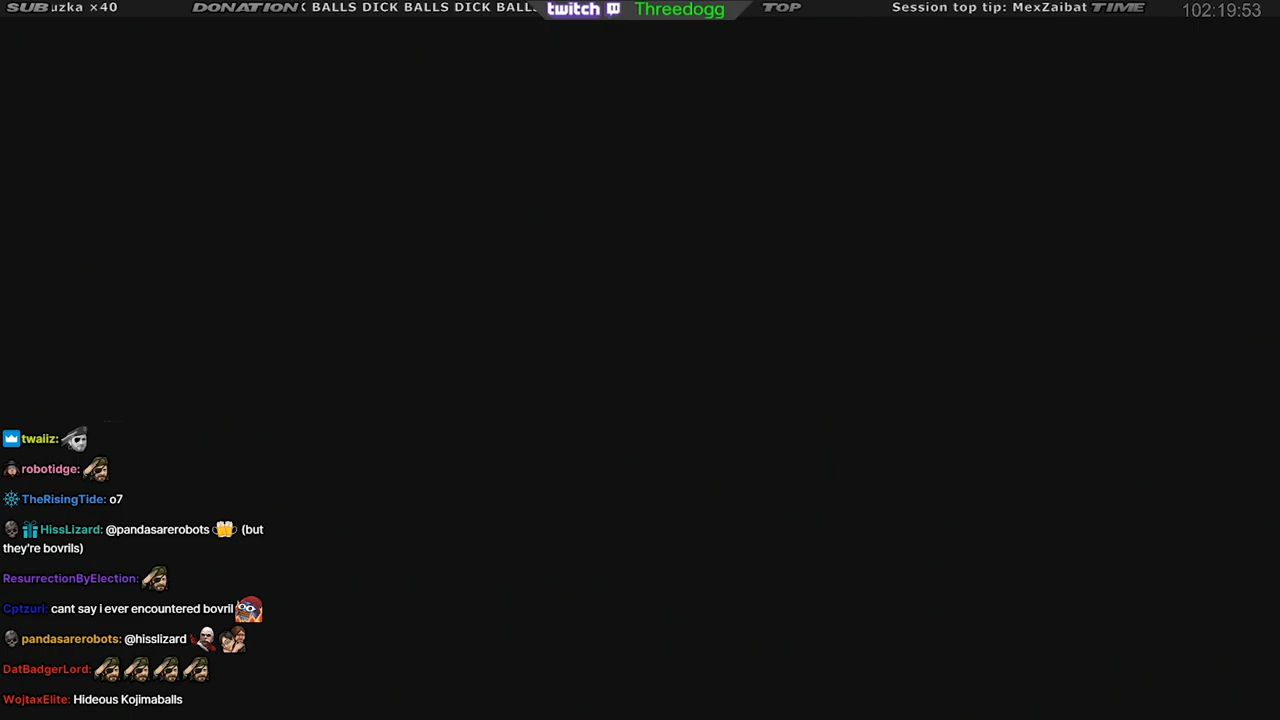 SUB uzka ×40 DONATION BALLS DICK BALLS DICK BALLS twitch Threedogg TOP Session top tip: MexZaibat TIME 102:19:53
twaiiz:
robotidge:
TheRisingTide: o7
HissLizard: @pandasarerobots (but
they're bovrils)
ResurrectionByElection:
Cptzuri: cant say i ever encountered bovril
pandasarerobots: @hisslizard
DatBadgerLord:
WojtaxElite: Hideous Kojimaballs